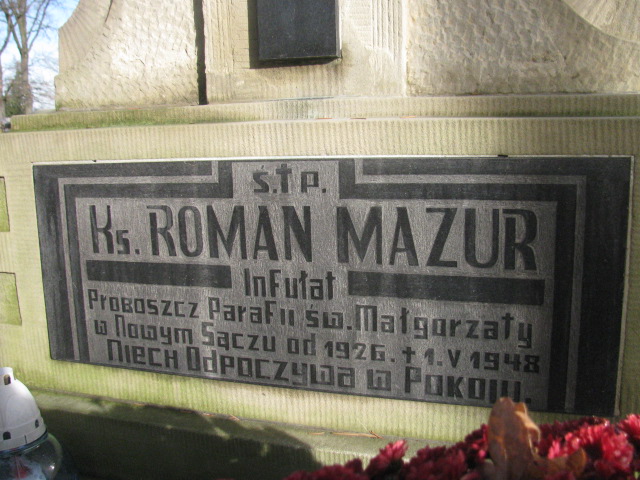 Ś.†P.
Ks. ROMAN MAZUR
Infułat
Proboszcz Parafii św. Małgorzaty
w Nowym Sączu od 1926. † 1. V 1948
Niech Odpoczywa w Pokoju.